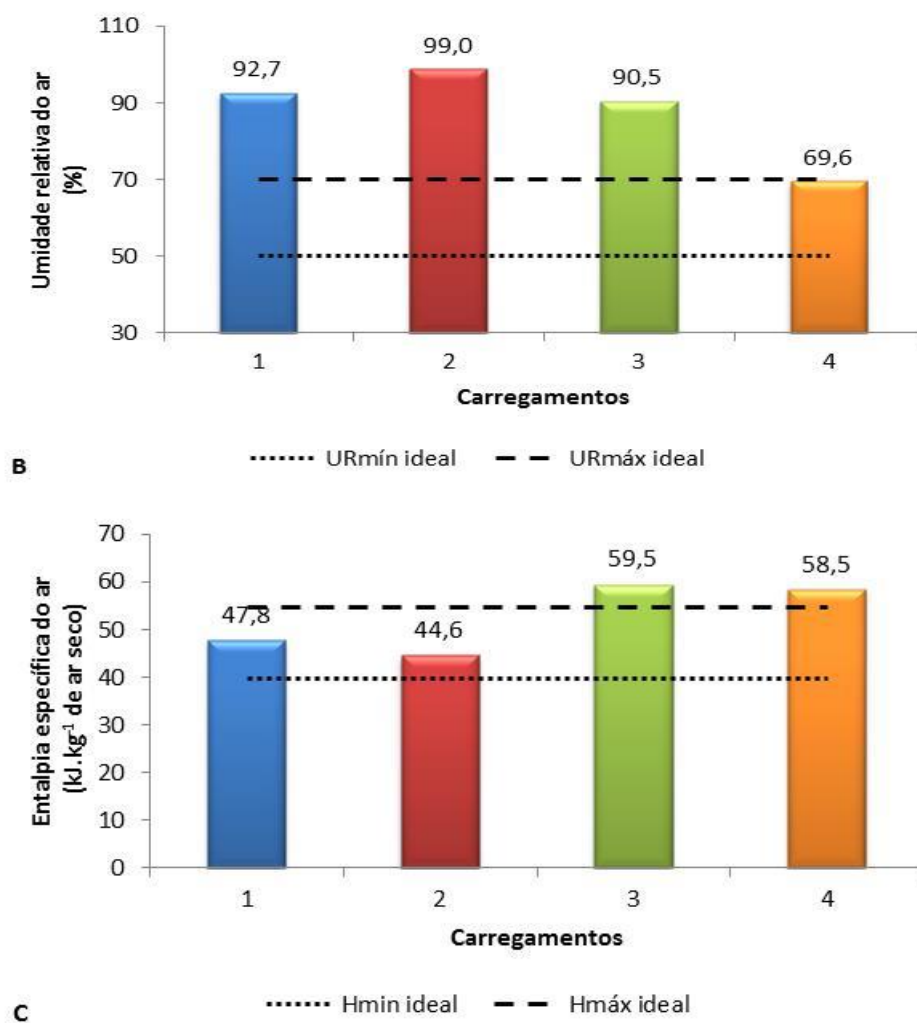 110
99,0
92,7
90,5
90
Umidade relativa do ar
(%)
69,6
70
50
30
1 2 3 4
Carregamentos
URmín ideal URmáx ideal
B
70
59,5
58,5
60
Entalpia específica do ar
(kJ.kg⁻¹ de ar seco)
47,8
50
44,6
40
30
20
10
0
1 2 3 4
Carregamentos
Hmin ideal Hmáx ideal
C